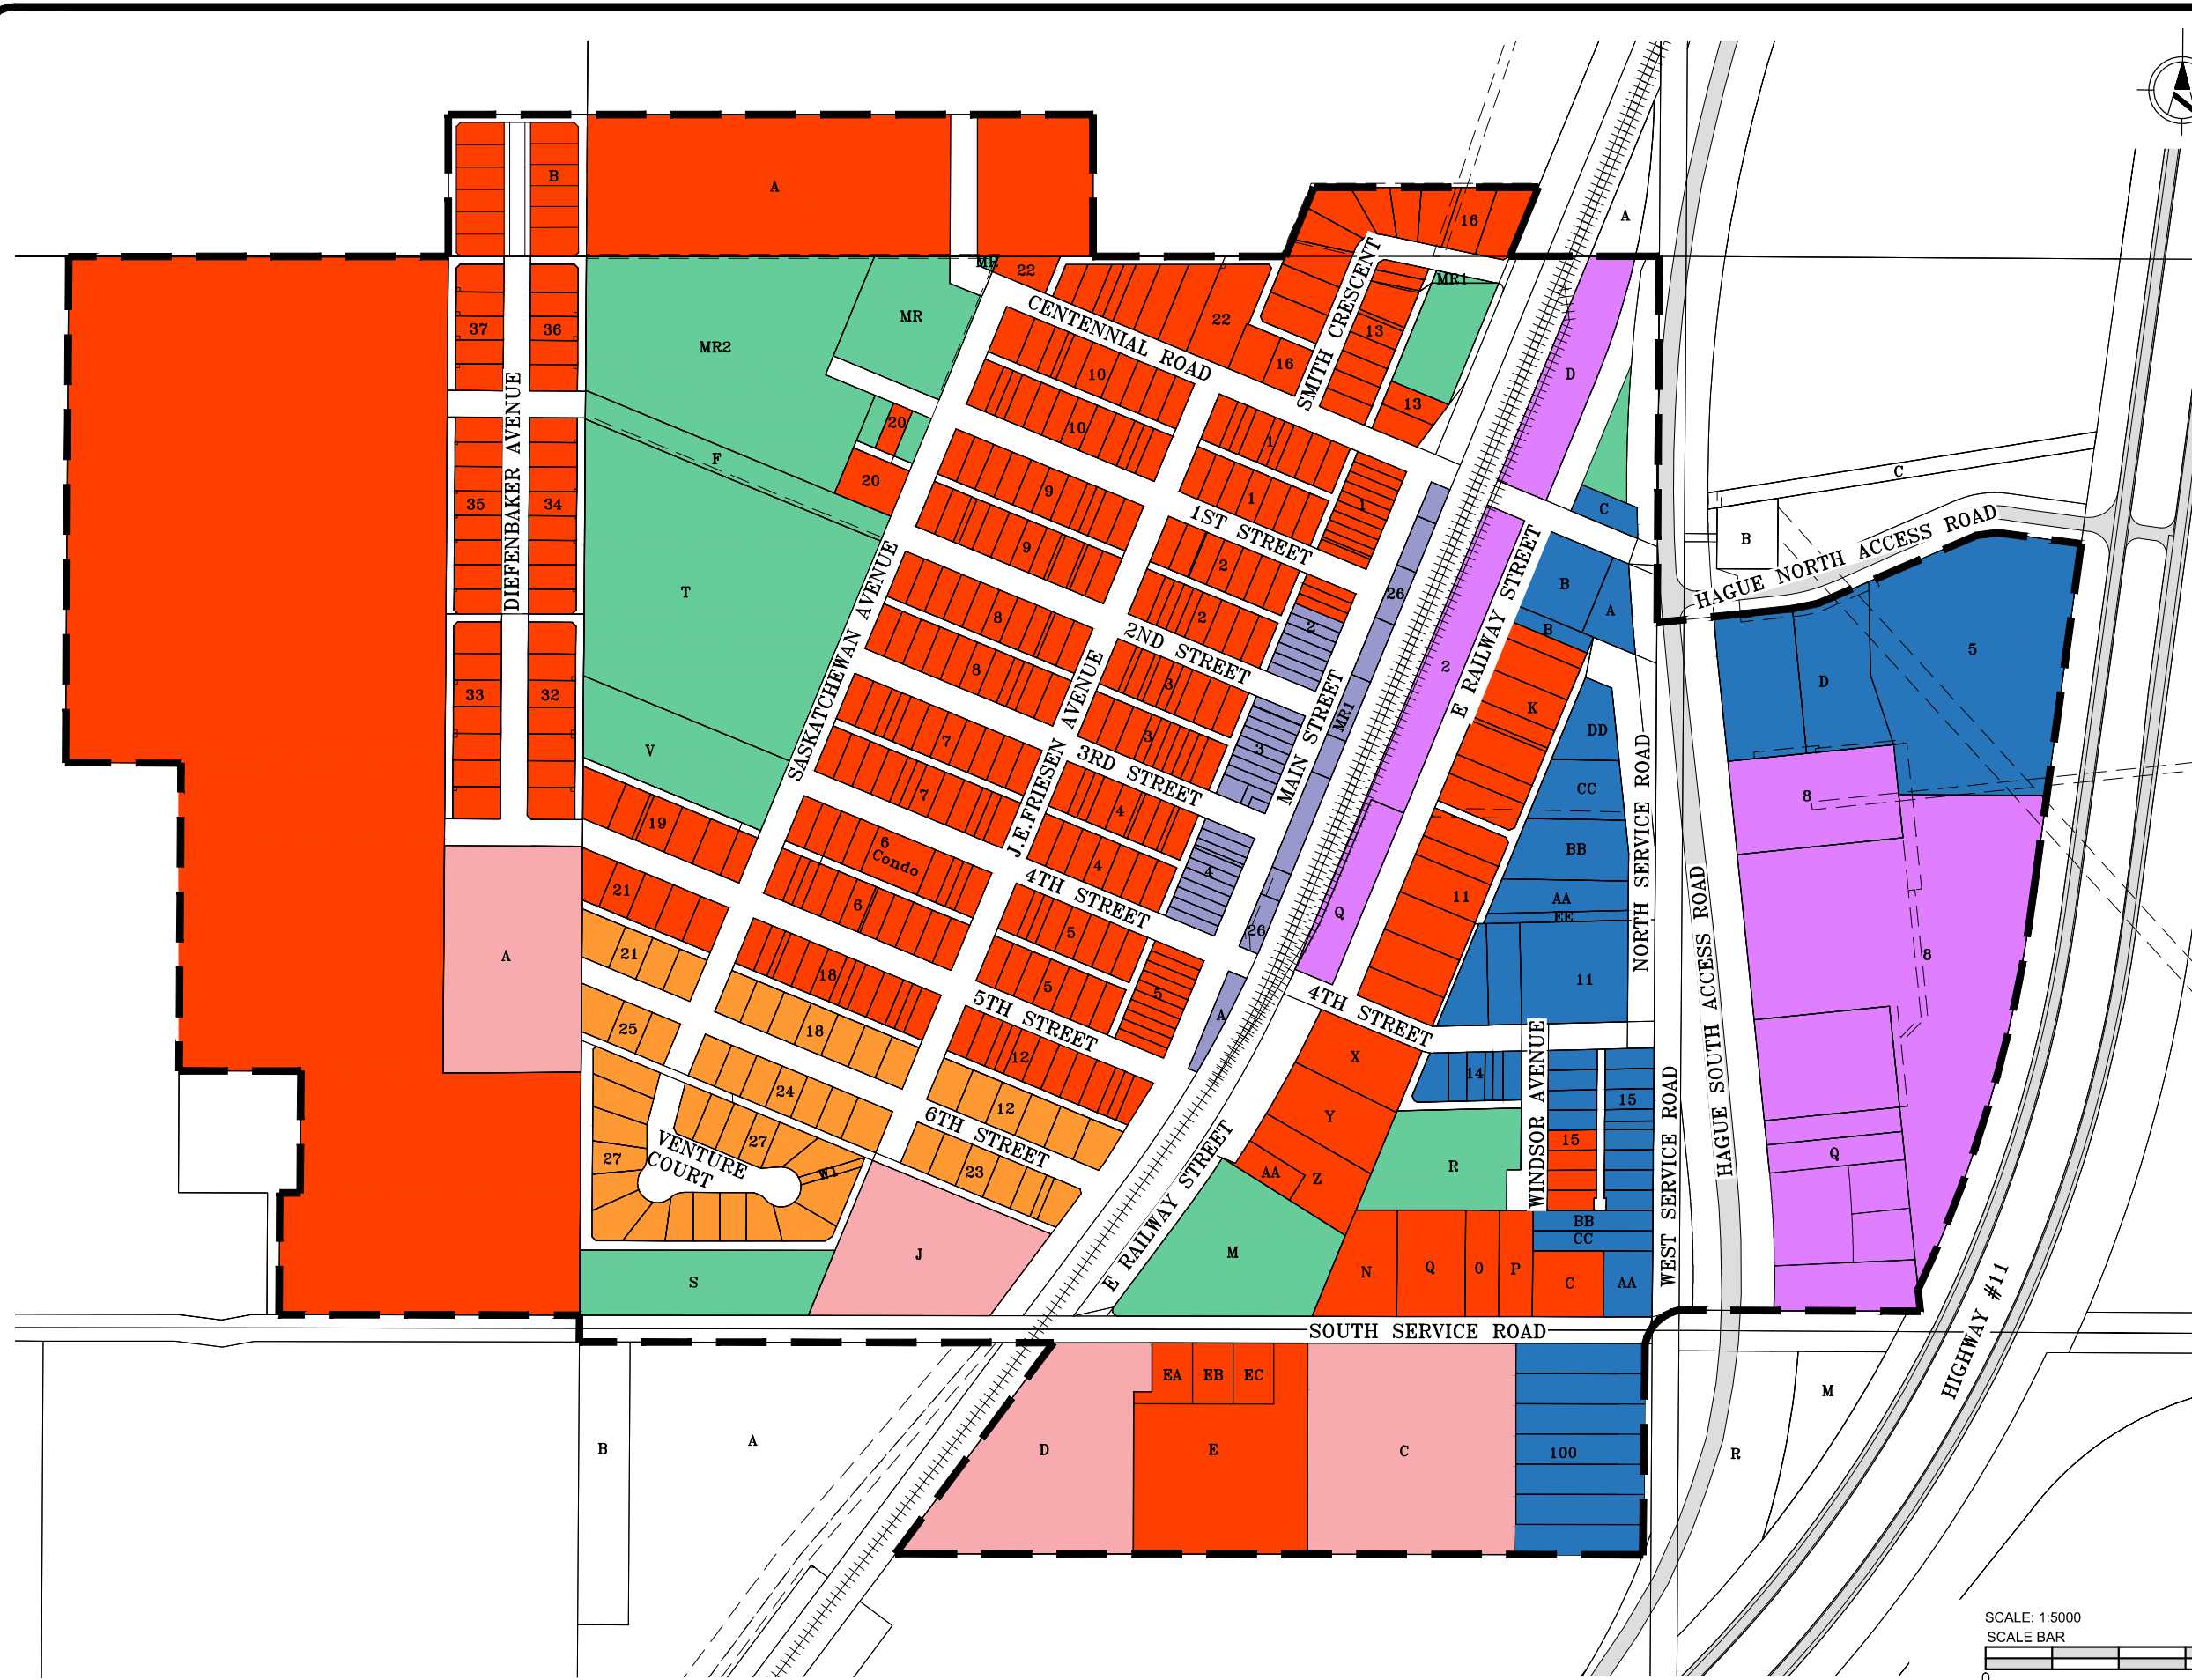 B
A
16
A
MR
22
MR1
MR
22
13
37
36
MR2
CENTENNIAL ROAD
SMITH CRESCENT
16
D
10
13
10
20
1
F
20
9
1
1
C
C
35
34
DIEFENBAKER AVENUE
1ST STREET
9
2
B
HAGUE NORTH ACCESS ROAD
T
SASKATCHEWAN AVENUE
26
E RAILWAY STREET
B
A
8
2
2
B
2ND STREET
5
8
3
2
D
33
32
K
MR1
DD
V
7
3
3
J.E.FRIESEN AVENUE
3RD STREET
MAIN STREET
NORTH SERVICE ROAD
CC
8
7
4
19
6
Condo
4
4
BB
21
4TH STREET
6
11
AA
EE
Q
5
26
A
21
18
5
5
11
8
HAGUE SOUTH ACCESS ROAD
5TH STREET
A
4TH STREET
25
18
12
X
WINDSOR AVENUE
14
WEST SERVICE ROAD
24
12
15
Y
6TH STREET
27
15
VENTURE
COURT
27
W1
23
E RAILWAY STREET
AA
Z
R
Q
BB
CC
S
J
M
N
Q
O
P
C
AA
HIGHWAY #11
SOUTH SERVICE ROAD
EA
EB
EC
M
B
A
D
E
C
100
R
SCALE: 1:5000
SCALE BAR
0